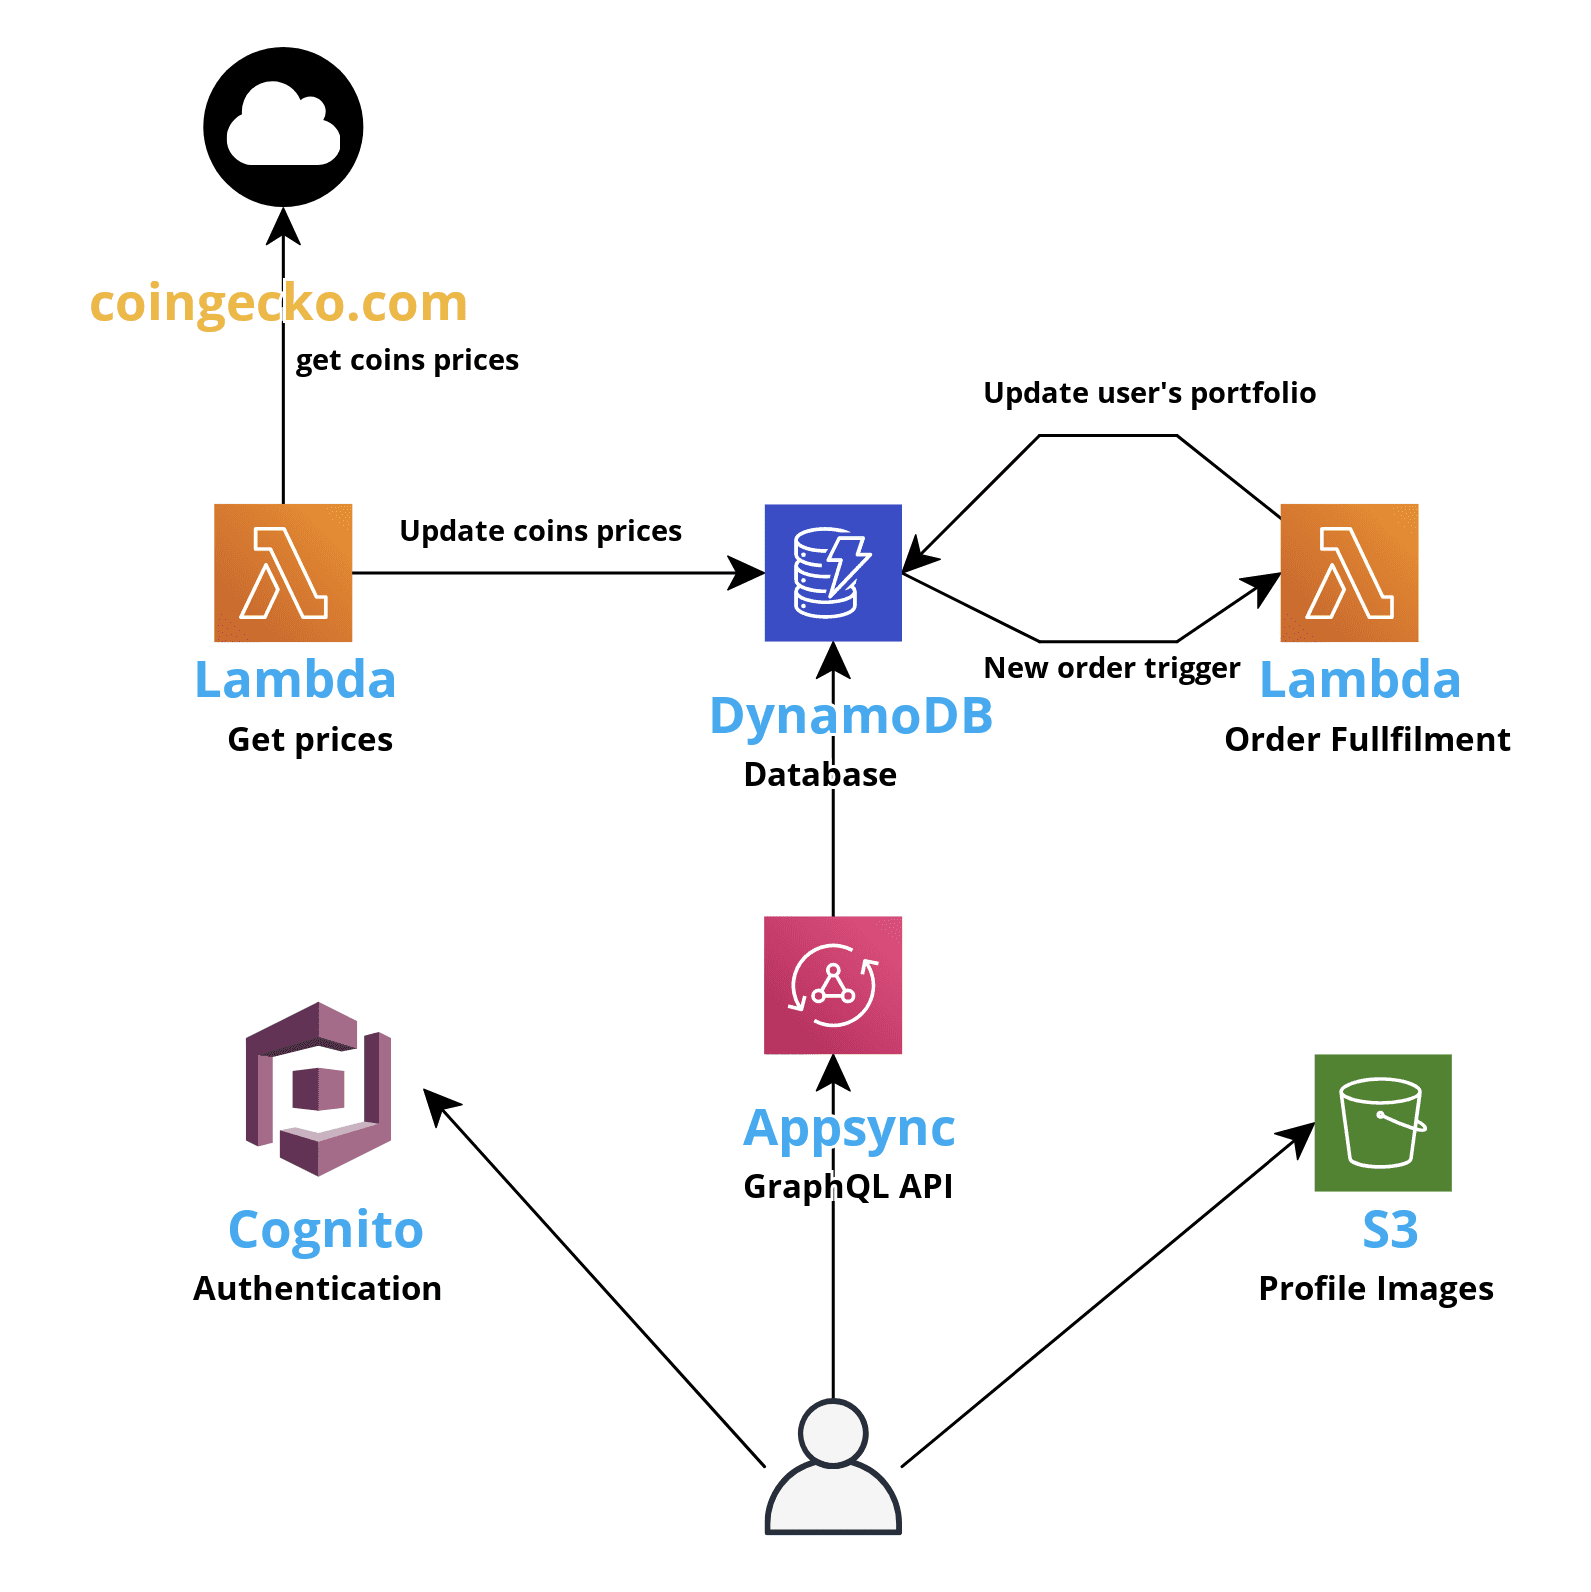 coingecko.com
get coins prices
Update user's portfolio
Update coins prices
New order trigger
Lambda
Get prices
DynamoDB
Database
Lambda
Order Fullfilment
Appsync
GraphQL API
Cognito
Authentication
S3
Profile Images